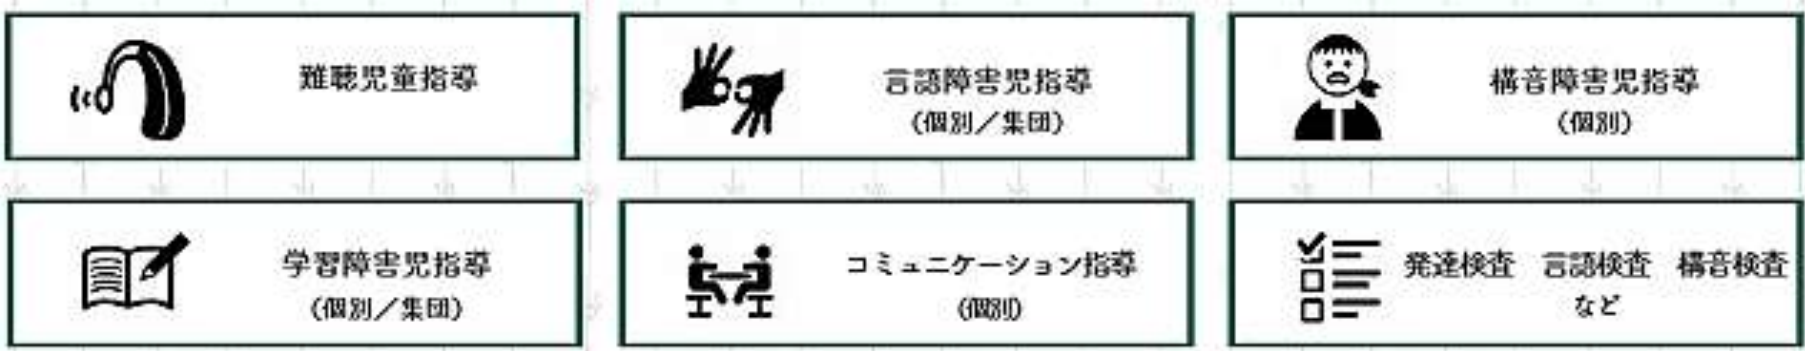 難聴児童指導
言語障害児指導
（個別／集団）
構音障害児指導
（個別）
学習障害児指導
（個別／集団）
コミュニケーション指導
（個別）
発達検査　言語検査　構音検査
など